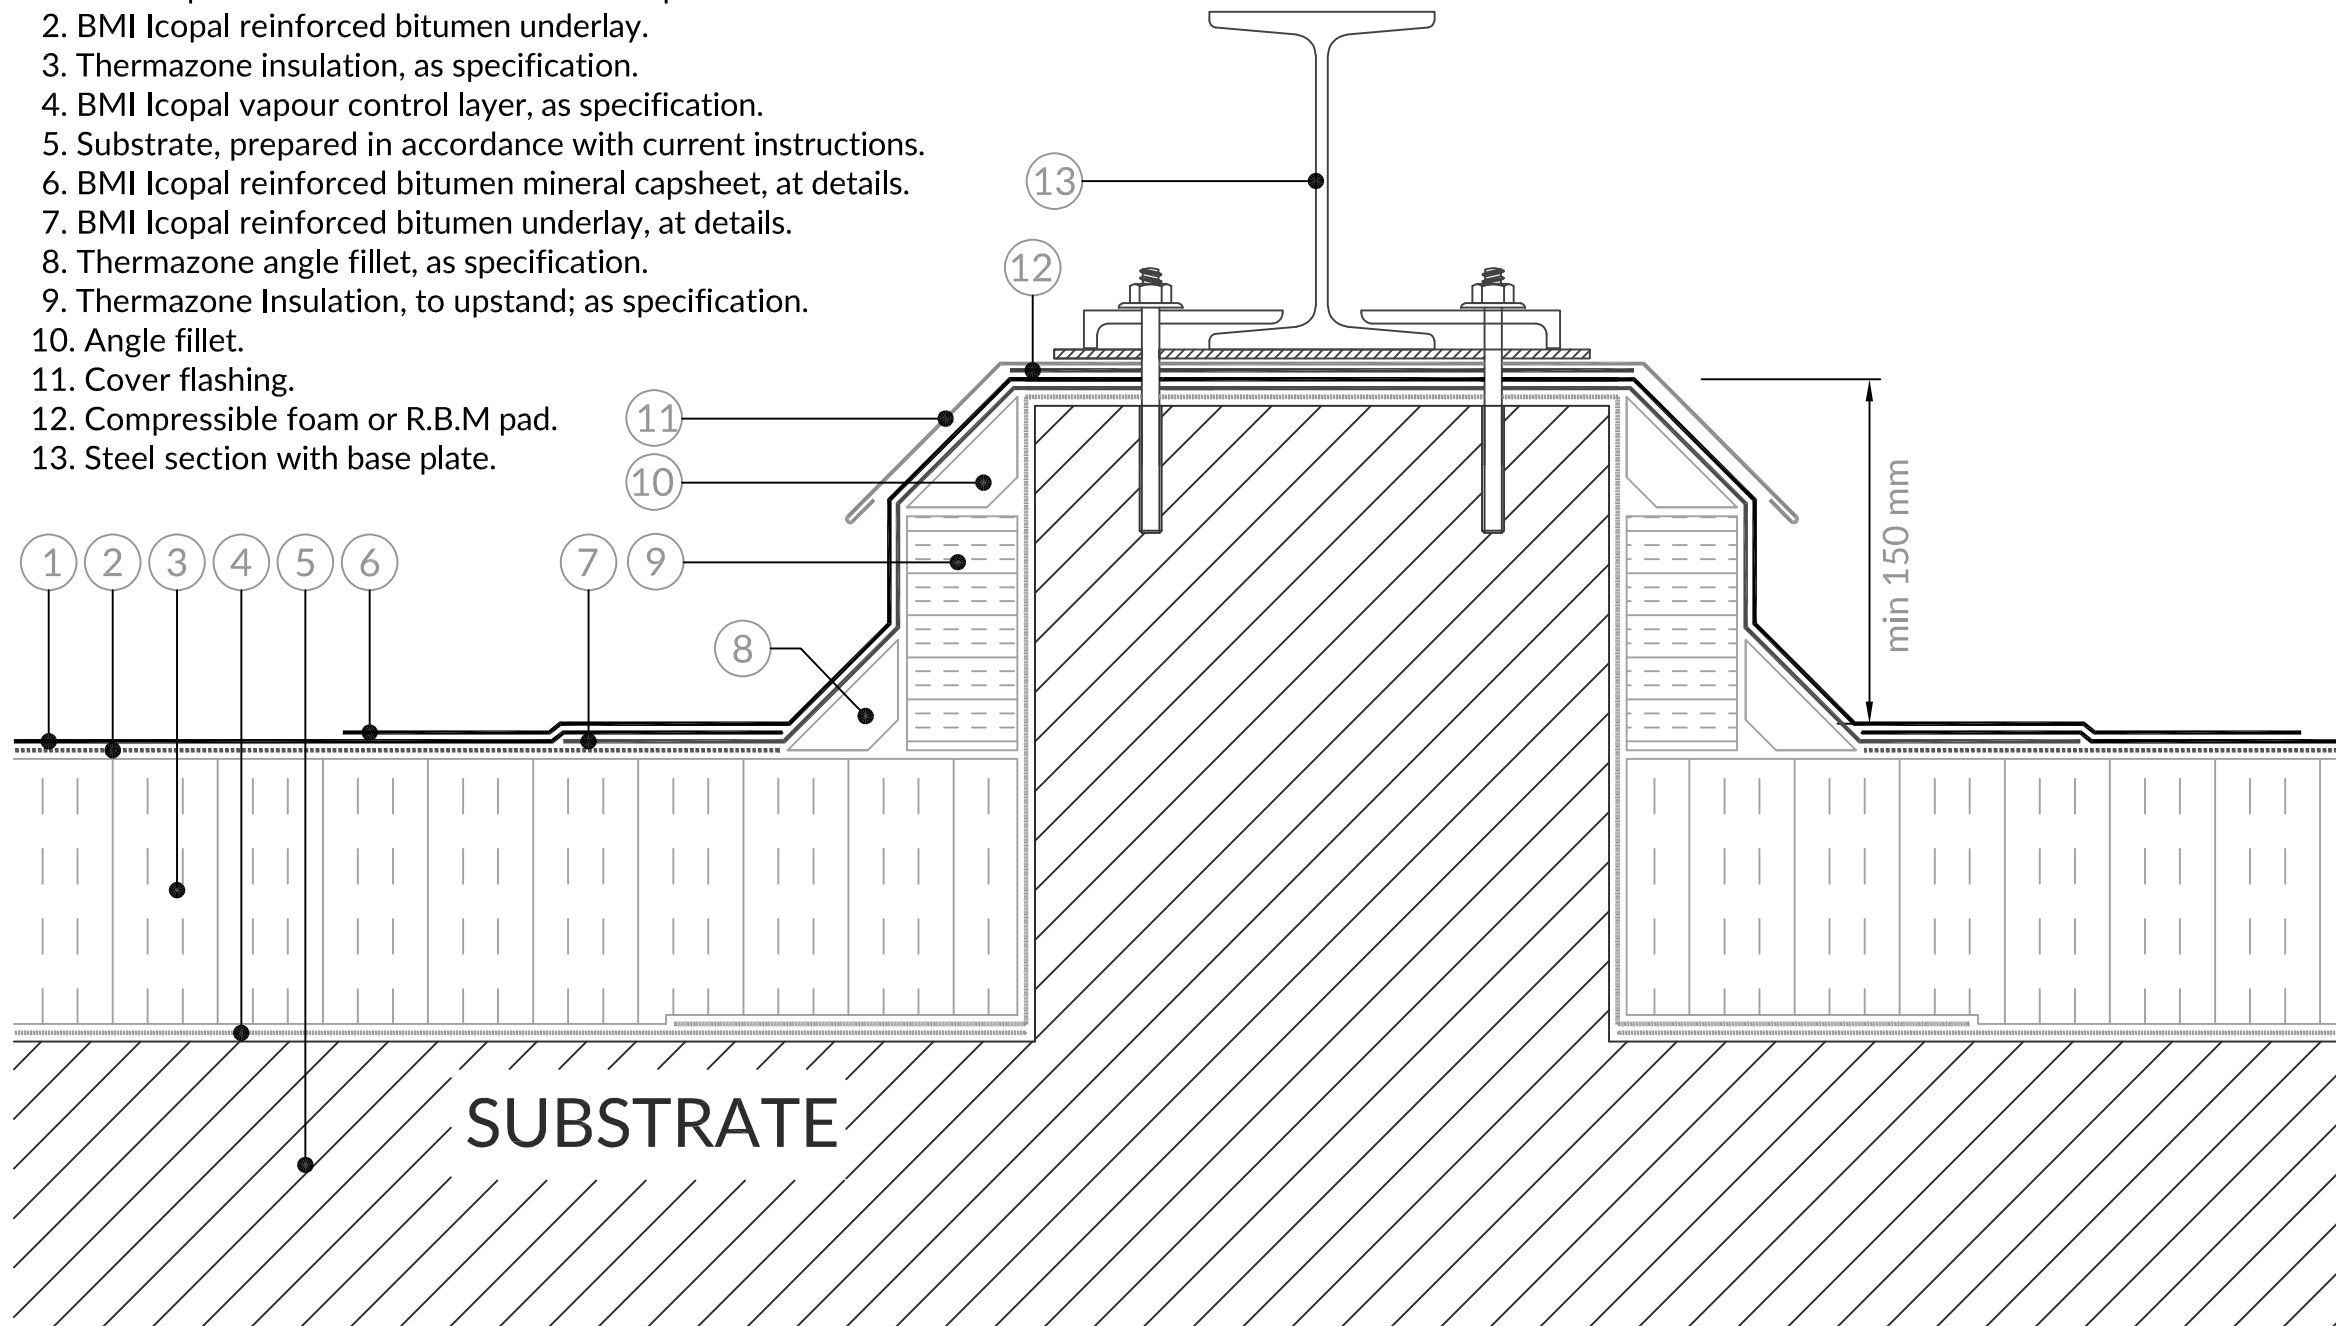 2. BMI Icopal reinforced bitumen underlay.
3. Thermazone insulation, as specification.
4. BMI Icopal vapour control layer, as specification.
5. Substrate, prepared in accordance with current instructions.
6. BMI Icopal reinforced bitumen mineral capsheet, at details.
7. BMI Icopal reinforced bitumen underlay, at details.
8. Thermazone angle fillet, as specification.
9. Thermazone Insulation, to upstand; as specification.
10. Angle fillet.
11. Cover flashing.
12. Compressible foam or R.B.M pad.
13. Steel section with base plate.
13
12
11
10
1 2 3 4 5 6 7 9
8
min 150 mm
SUBSTRATE